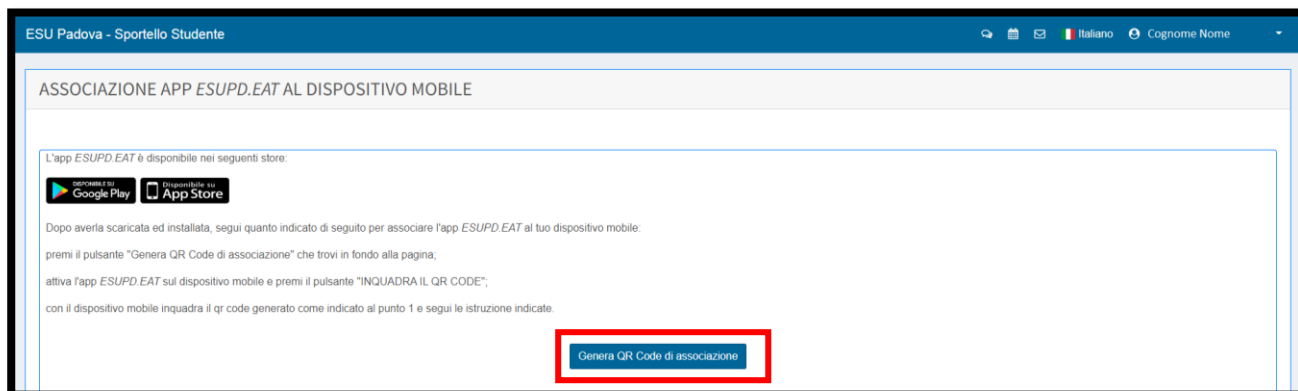 ESU Padova - Sportello Studente
Italiano
Cognome Nome
ASSOCIAZIONE APP ESUPD.EAT AL DISPOSITIVO MOBILE
L'app ESUPD.EAT è disponibile nei seguenti store:
DISPONIBILE SU
Google Play
Disponibile su
App Store
Dopo averla scaricata ed installata, segui quanto indicato di seguito per associare l'app ESUPD.EAT al tuo dispositivo mobile:
premi il pulsante "Genera QR Code di associazione" che trovi in fondo alla pagina;
attiva l'app ESUPD.EAT sul dispositivo mobile e premi il pulsante "INQUADRA IL QR CODE";
con il dispositivo mobile inquadra il qr code generato come indicato al punto 1 e segui le istruzione indicate.
Genera QR Code di associazione